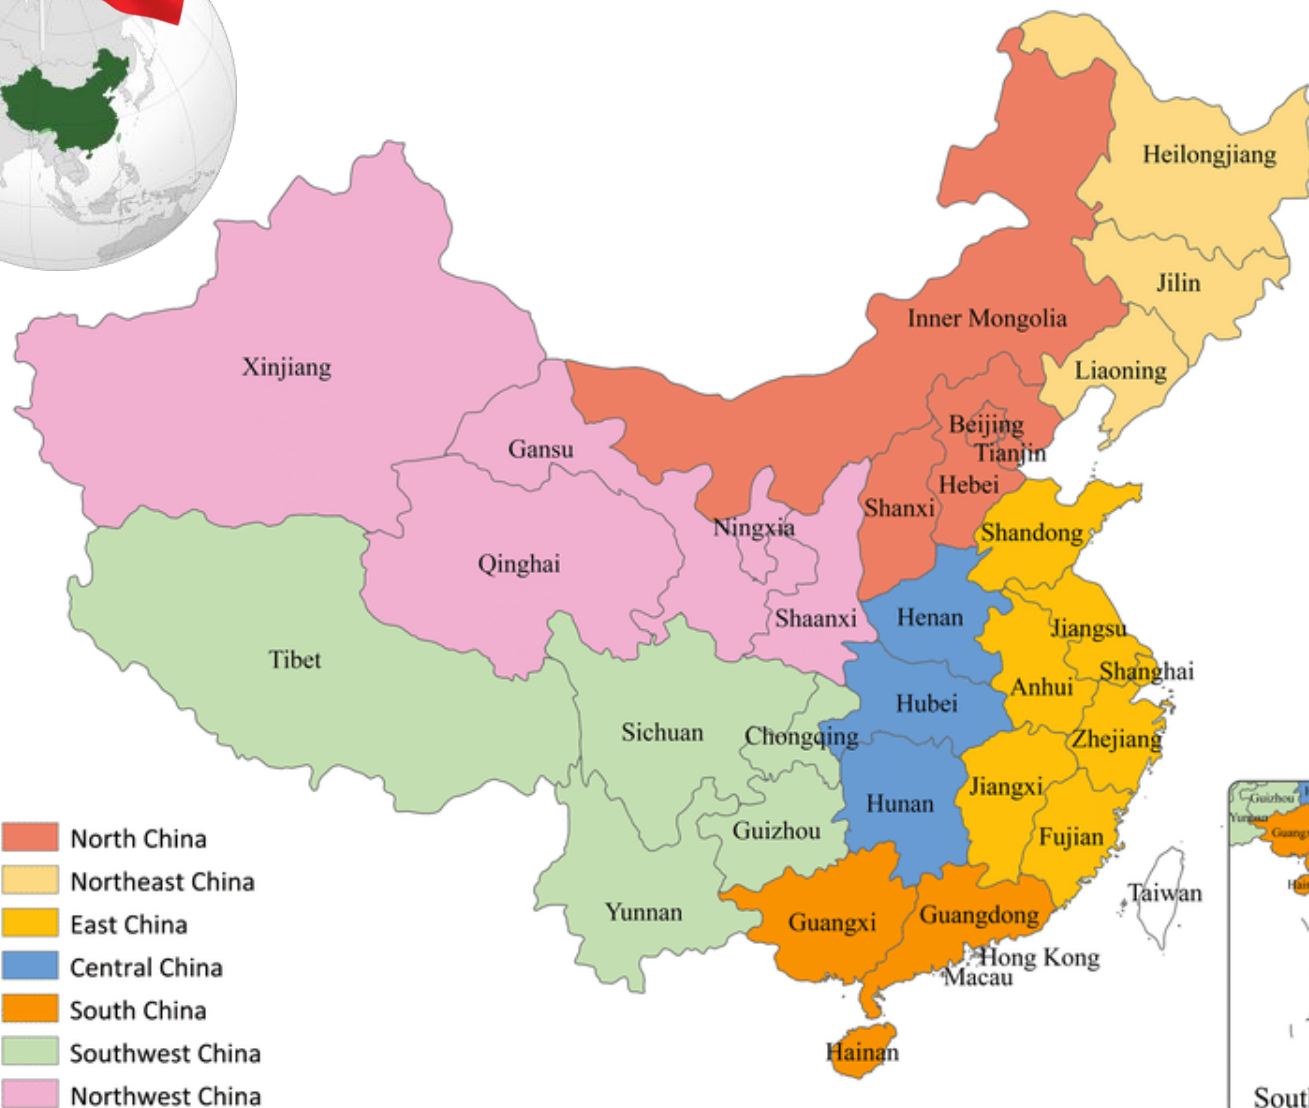 Heilongjiang
Jilin
Inner Mongolia
Liaoning
Xinjiang
Beijing
Gansu
Tianjin
Hebei
Shanxi
Ningxia
Shandong
Qinghai
Shaanxi
Henan
Jiangsu
Tibet
Shanghai
Anhui
Hubei
Sichuan
Chongqing
Zhejiang
Jiangxi
Hunan
Guizhou
Fujian
Taiwan
Yunnan
Guangxi
Guangdong
Hong Kong
Macau
Hainan
North China
Northeast China
East China
Central China
South China
Southwest China
Northwest China
Guizhou
Yunnan